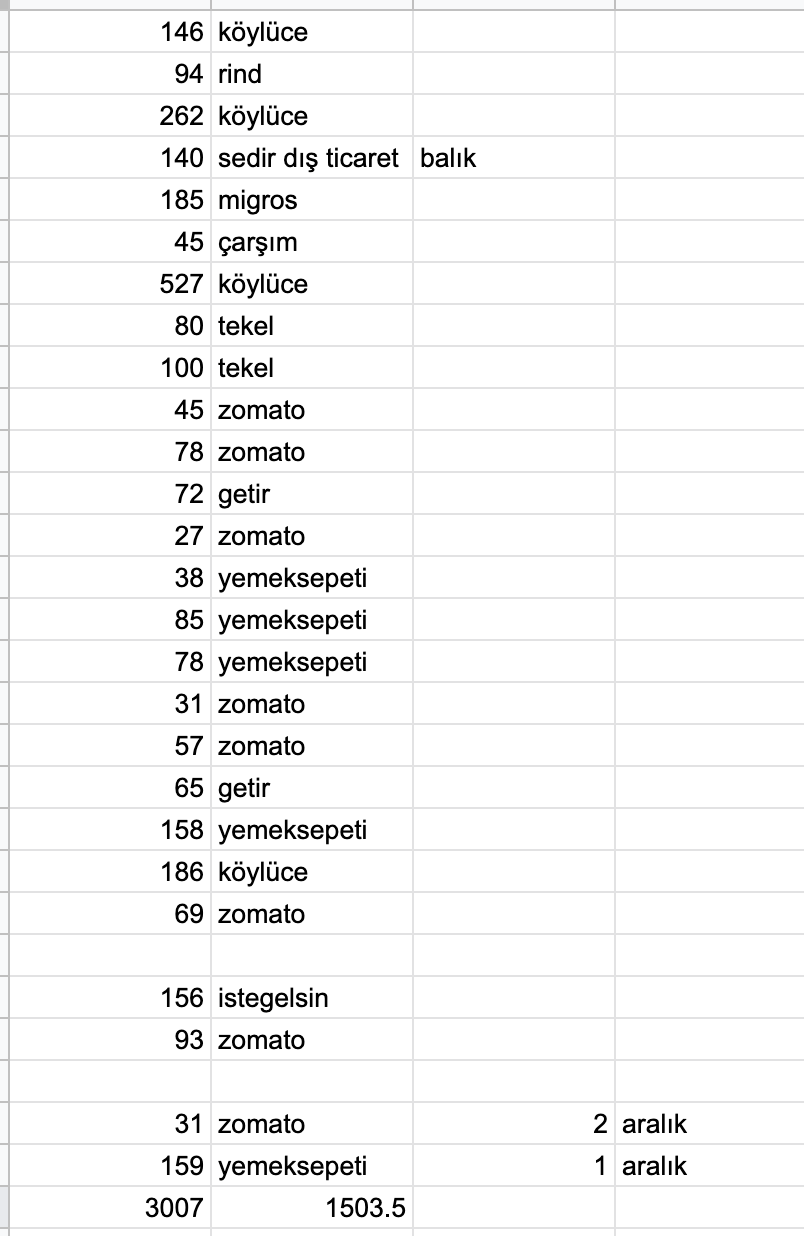 146 köylüce
94 rind
262 köylüce
140 sedir dış ticaret balık
185 migros
45 çarşım
527 köylüce
80 tekel
100 tekel
45 zomato
78 zomato
72 getir
27 zomato
38 yemeksepeti
85 yemeksepeti
78 yemeksepeti
31 zomato
57 zomato
65 getir
158 yemeksepeti
186 köylüce
69 zomato
156 istegelsin
93 zomato
31 zomato 2 aralık
159 yemeksepeti 1 aralık
3007 1503.5